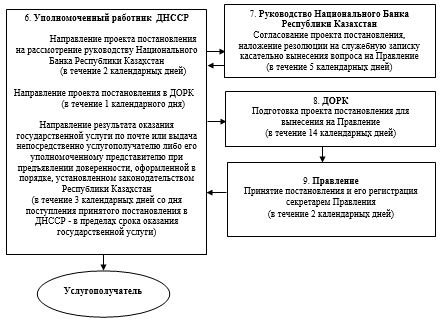 6. Уполномоченый работник ДНССР
Направление проекта постановления
на рассмотрение руководству Национального
Банка Республики Казахстан
(в течение 2 календарных дней)
Направление проекта постановления в ДОРК
(в течение 1 календарного дня)
Направление результата оказания
государственной услуги по почте или выдача
непосредственно услугополучателю либо его
уполномоченному представителю при
предъявлении доверенности, оформленной в
порядке, установленном законодательством
Республики Казахстан
(в течение 3 календарных дней со дня
поступления принятого постановления в
ДНССР - в пределах срока оказания
государственной услуги)
7. Руководство Национального Банка
Республики Казахстан
Согласование проекта постановления,
наложение резолюции на служебную записку
касательно вынесения вопроса на Правление
(в течение 5 календарных дней)
8. ДОРК
Подготовка проекта постановления для
вынесения на Правление
(в течение 14 календарных дней)
9. Правление
Принятие постановления и его регистрация
секретарем Правления
(в течение 2 календарных дней)
Услугополучатель